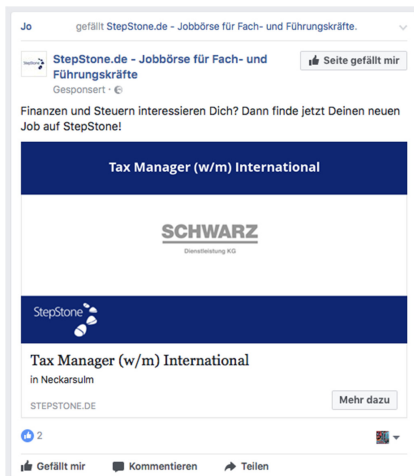 Jo gefällt StepStone.de - Jobbörse für Fach- und Führungskräfte.
StepStone
StepStone.de - Jobbörse für Fach- und
Führungskräfte
Gesponsert ·
Seite gefällt mir
Finanzen und Steuern interessieren Dich? Dann finde jetzt Deinen neuen
Job auf StepStone!
Tax Manager (w/m) International
SCHWARZ
Dienstleistung KG
StepStone
Tax Manager (w/m) International
in Neckarsulm
STEPSTONE.DE
Mehr dazu
2
Gefällt mir Kommentieren Teilen